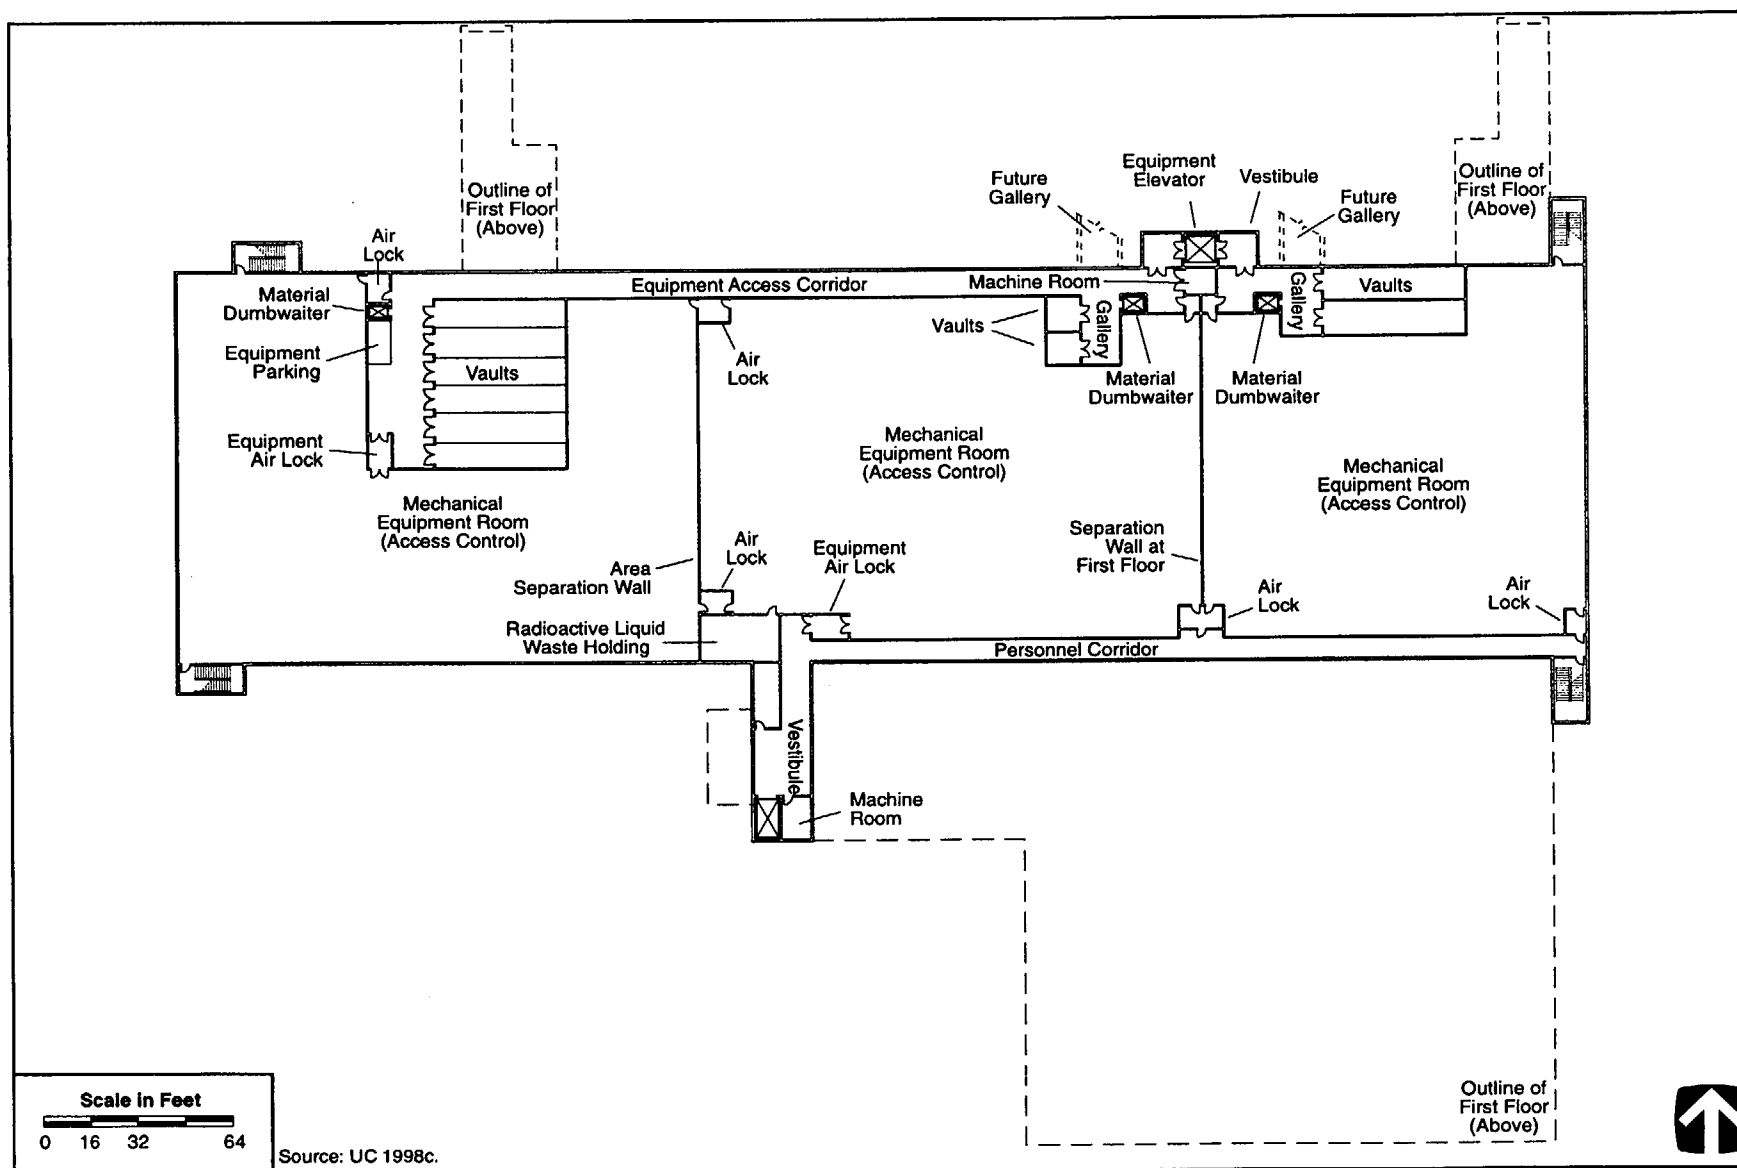 Outline of
First Floor
(Above)
Equipment
Elevator
Vestibule
Future
Gallery
Future
Gallery
Outline of
First Floor
(Above)
Air
Lock
Material
Dumbwaiter
Equipment
Parking
Equipment
Air Lock
Vaults
Equipment Access Corridor
Machine Room
Vaults
Gallery
Gallery
Vaults
Air
Lock
Material
Dumbwaiter
Material
Dumbwaiter
Mechanical
Equipment Room
(Access Control)
Mechanical
Equipment Room
(Access Control)
Mechanical
Equipment Room
(Access Control)
Area
Separation Wall
Air
Lock
Equipment
Air Lock
Separation
Wall at
First Floor
Air
Lock
Air
Lock
Radioactive Liquid
Waste Holding
Personnel Corridor
Vestibule
Machine
Room
Outline of
First Floor
(Above)
Scale in Feet
0 16 32 64
Source: UC 1998c.